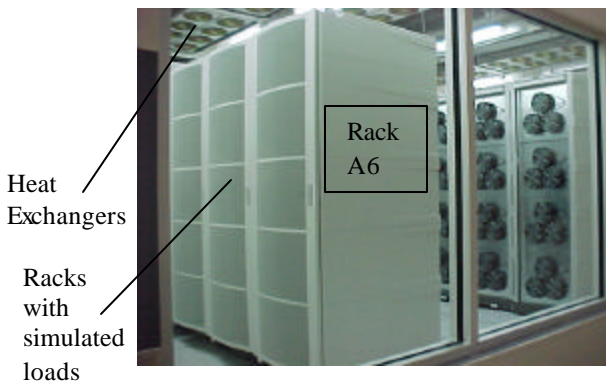 Rack
A6
Heat
Exchangers
Racks
with
simulated
loads